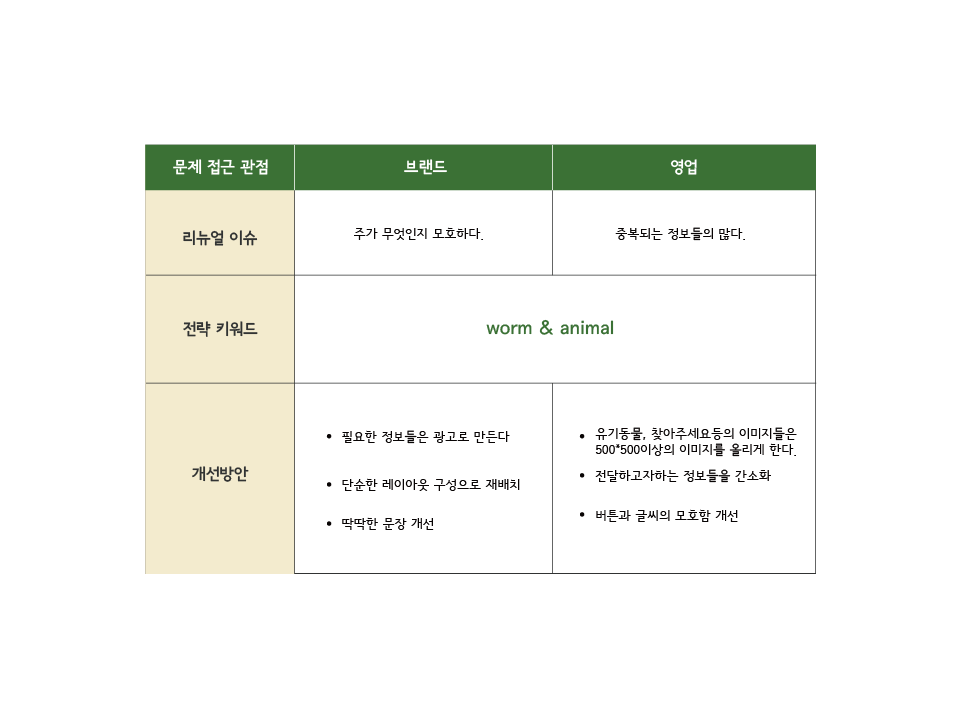 문제 접근 관점
브랜드
영업
리뉴얼 이슈
주가 무엇인지 모호하다.
중복되는 정보들의 많다.
전략 키워드
worm & animal
개선방안
• 필요한 정보들은 광고로 만든다
• 단순한 레이아웃 구성으로 재배치
• 딱딱한 문장 개선
• 유기동물, 찾아주세요등의 이미지들은
500*500이상의 이미지를 올리게 한다.
• 전달하고자하는 정보들을 간소화
• 버튼과 글씨의 모호함 개선